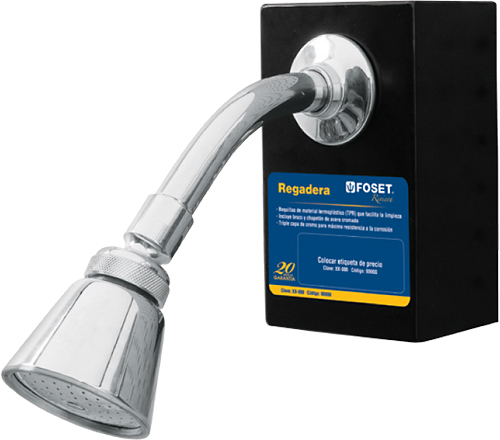 Regadera
FOSET.
Riviera
- Boquillas de material termoplástico (TPR) que facilita la limpieza
- Incluye brazo y chapetón de acero cromado
- Triple capa de cromo para máxima resistencia a la corrosión
Colocar etiqueta de precio
Clave: XX-000 Código: 00000
20
GARANTÍA
Clave: XX-000 Código: 00000